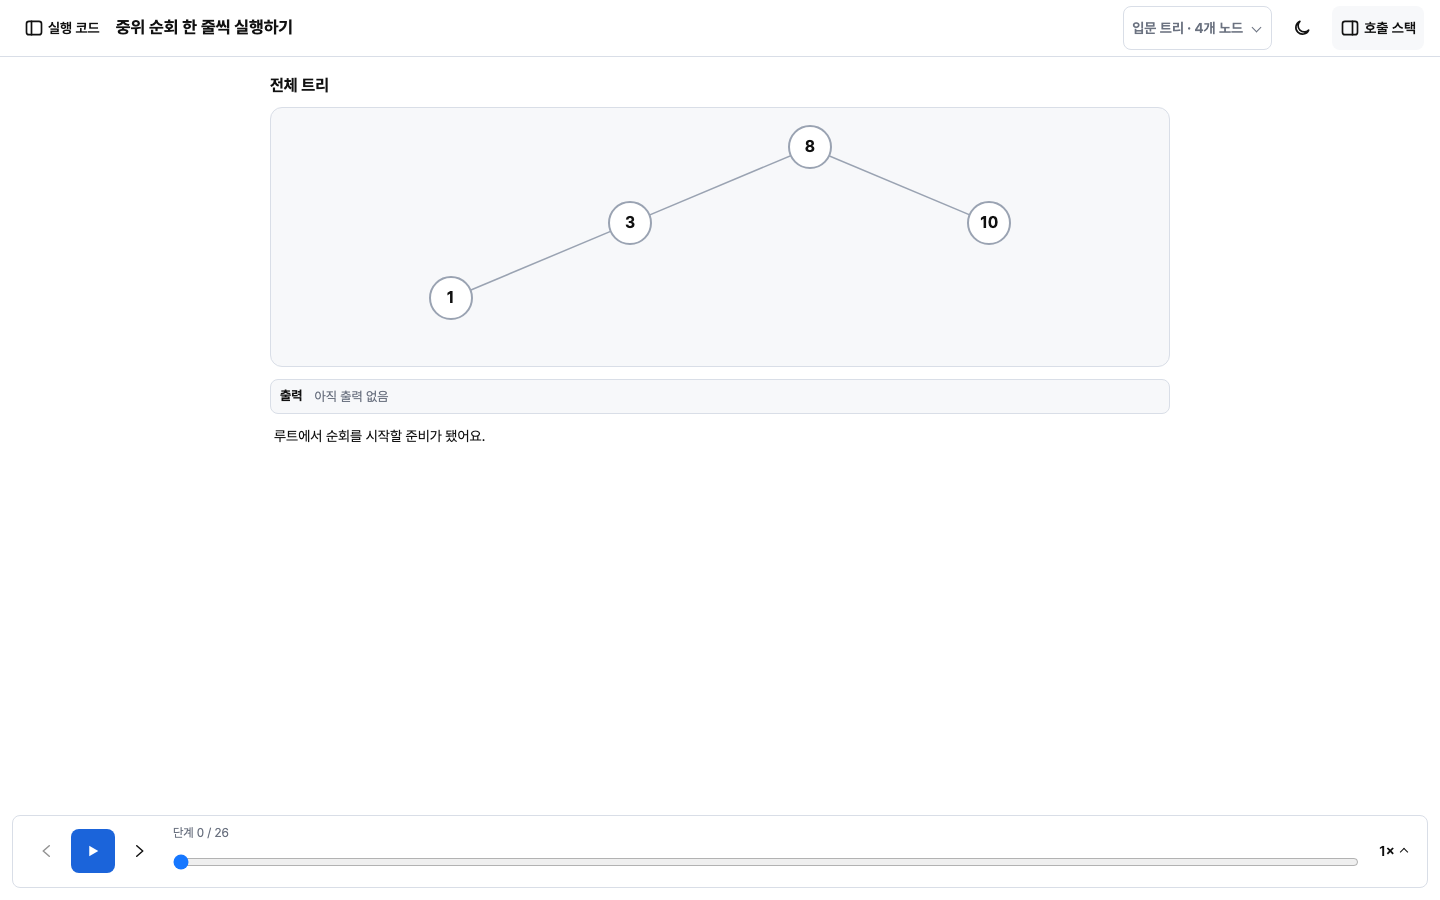 실행 코드
중위 순회 한 줄씩 실행하기
입문 트리 · 4개 노드
호출 스택
전체 트리
8
3
10
1
출력 아직 출력 없음
루트에서 순회를 시작할 준비가 됐어요.
단계 0 / 26
1×